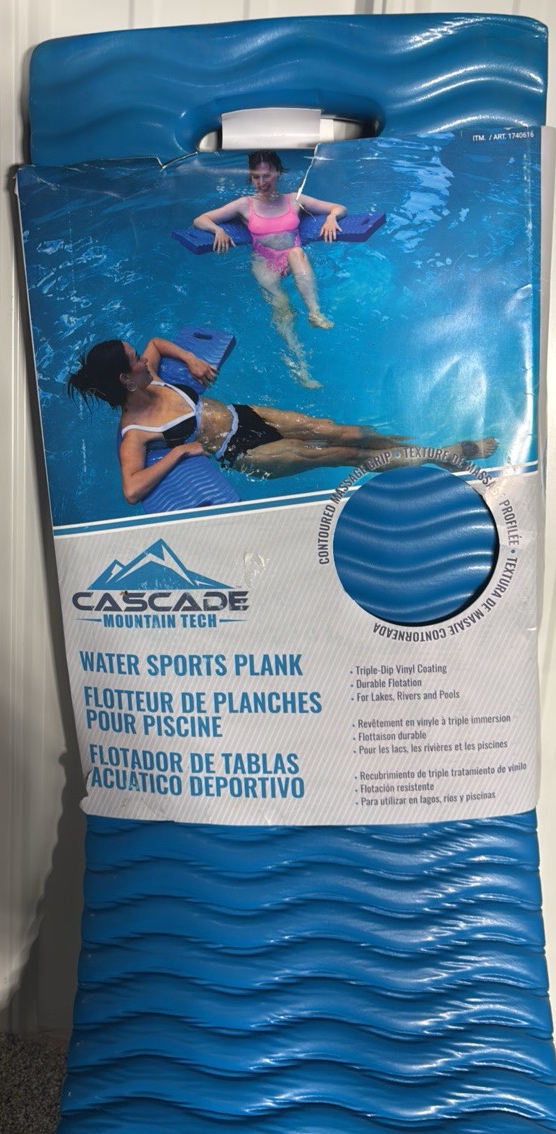 ITM. / ART. 1740616
CONTOURED MASSAGE GRIP • TEXTURE DE MASSAGE PROFILÉE • TEXTURA DE MASAJE CONTORNEADA
CASCADE
MOUNTAIN TECH
WATER SPORTS PLANK
FLOTTEUR DE PLANCHES
POUR PISCINE
FLOTADOR DE TABLAS
ACUÁTICO DEPORTIVO
• Triple-Dip Vinyl Coating
• Durable Flotation
• For Lakes, Rivers and Pools
• Revêtement en vinyle à triple immersion
• Flottaison durable
• Pour les lacs, les rivières et les piscines
• Recubrimiento de triple tratamiento de vinilo
• Flotación resistente
• Para utilizar en lagos, ríos y piscinas